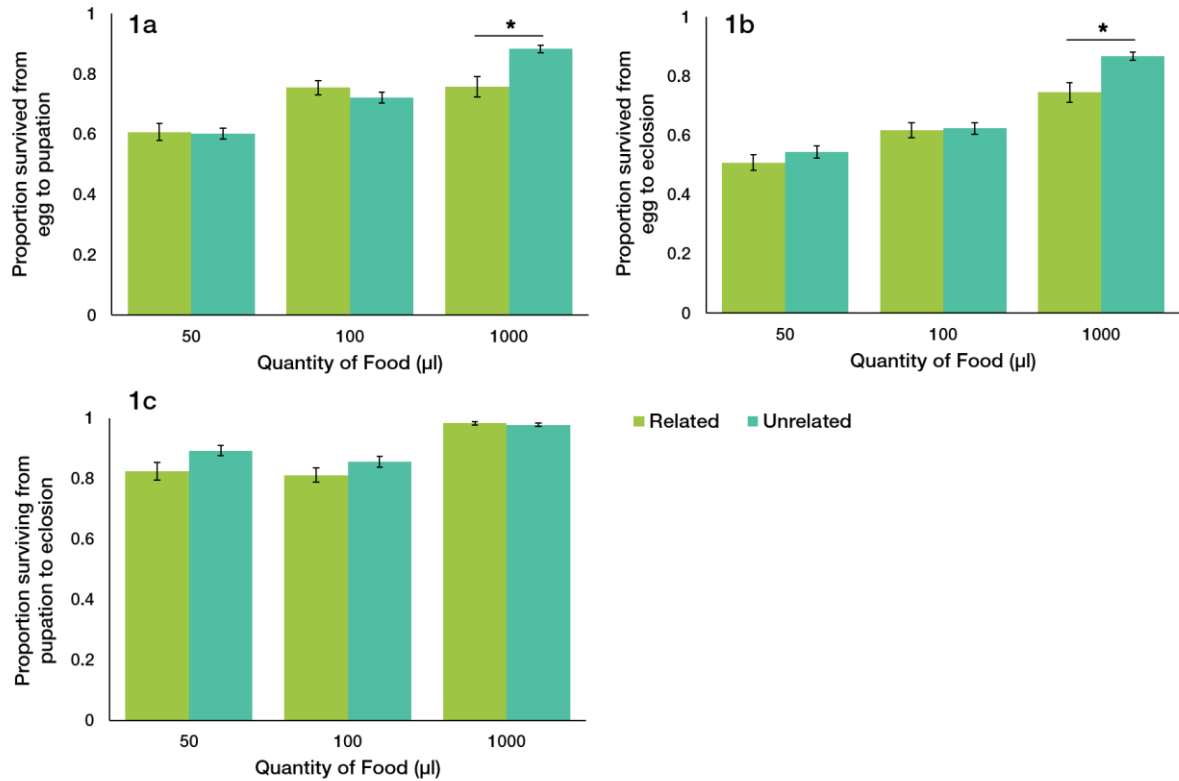 1a
*
Proportion survived from
egg to pupation
1
0.8
0.6
0.4
0.2
0
50 100 1000
Quantity of Food (µl)
1b
*
Proportion survived from
egg to eclosion
1
0.8
0.6
0.4
0.2
0
50 100 1000
Quantity of Food (µl)
1c
Proportion surviving from
pupation to eclosion
1
0.8
0.6
0.4
0.2
0
50 100 1000
Quantity of Food (µl)
Related Unrelated